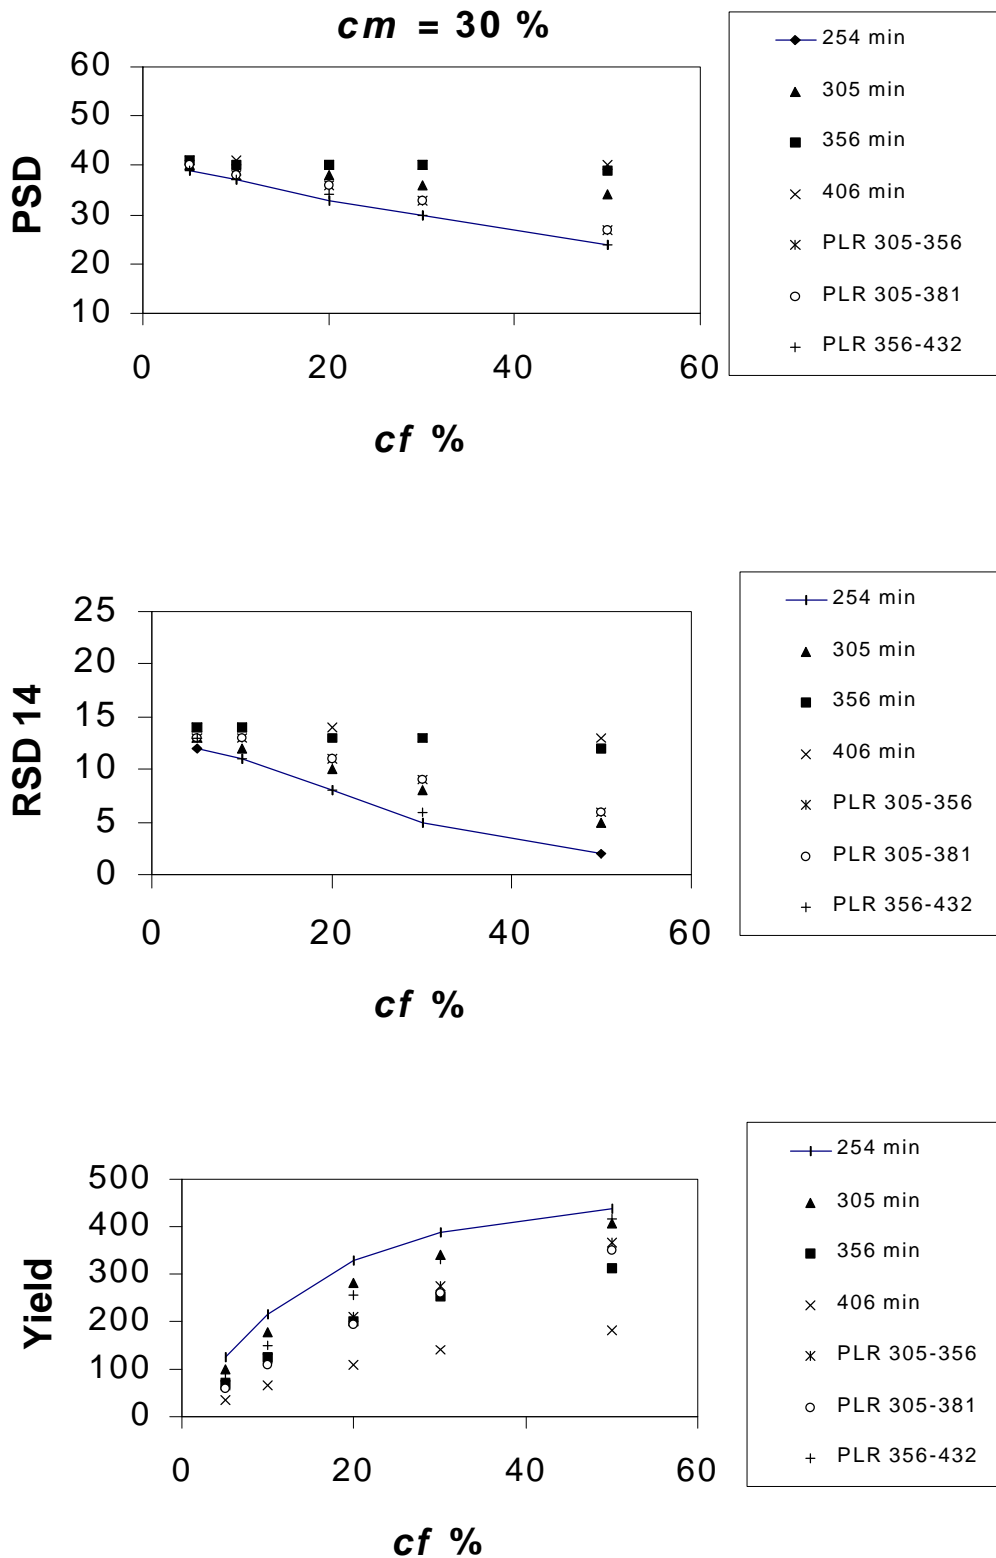 cm = 30 %
PSD
60
50
40
30
20
10
0 20 40 60
cf %
254 min
305 min
356 min
406 min
PLR 305-356
PLR 305-381
PLR 356-432
RSD 14
25
20
15
10
5
0
0 20 40 60
cf %
254 min
305 min
356 min
406 min
PLR 305-356
PLR 305-381
PLR 356-432
Yield
500
400
300
200
100
0
0 20 40 60
cf %
254 min
305 min
356 min
406 min
PLR 305-356
PLR 305-381
PLR 356-432